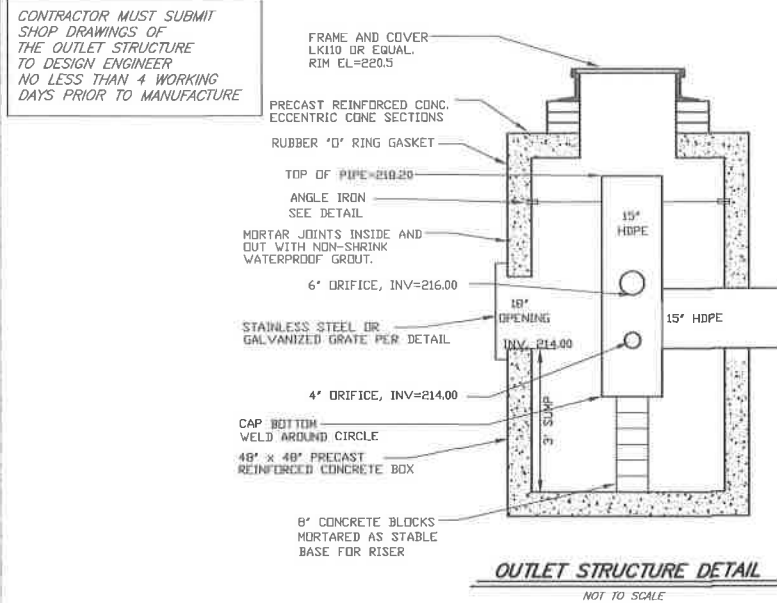 CONTRACTOR MUST SUBMIT
SHOP DRAWINGS OF
THE OUTLET STRUCTURE
TO DESIGN ENGINEER
NO LESS THAN 4 WORKING
DAYS PRIOR TO MANUFACTURE
FRAME AND COVER
LK110 OR EQUAL.
RIM EL=220.5
PRECAST REINFORCED CONC.
ECCENTRIC CONE SECTIONS
RUBBER "O" RING GASKET
TOP OF PIPE=218.20
ANGLE IRON
SEE DETAIL
15"
HDPE
MORTAR JOINTS INSIDE AND
OUT WITH NON-SHRINK
WATERPROOF GROUT.
6" ORIFICE, INV=216.00
18"
OPENING
15" HDPE
STAINLESS STEEL OR
GALVANIZED GRATE PER DETAIL
INV. 214.00
4" ORIFICE, INV=214.00
3' SUMP
CAP BOTTOM
WELD AROUND CIRCLE
48" x 48" PRECAST
REINFORCED CONCRETE BOX
8" CONCRETE BLOCKS
MORTARED AS STABLE
BASE FOR RISER
OUTLET STRUCTURE DETAIL
NOT TO SCALE